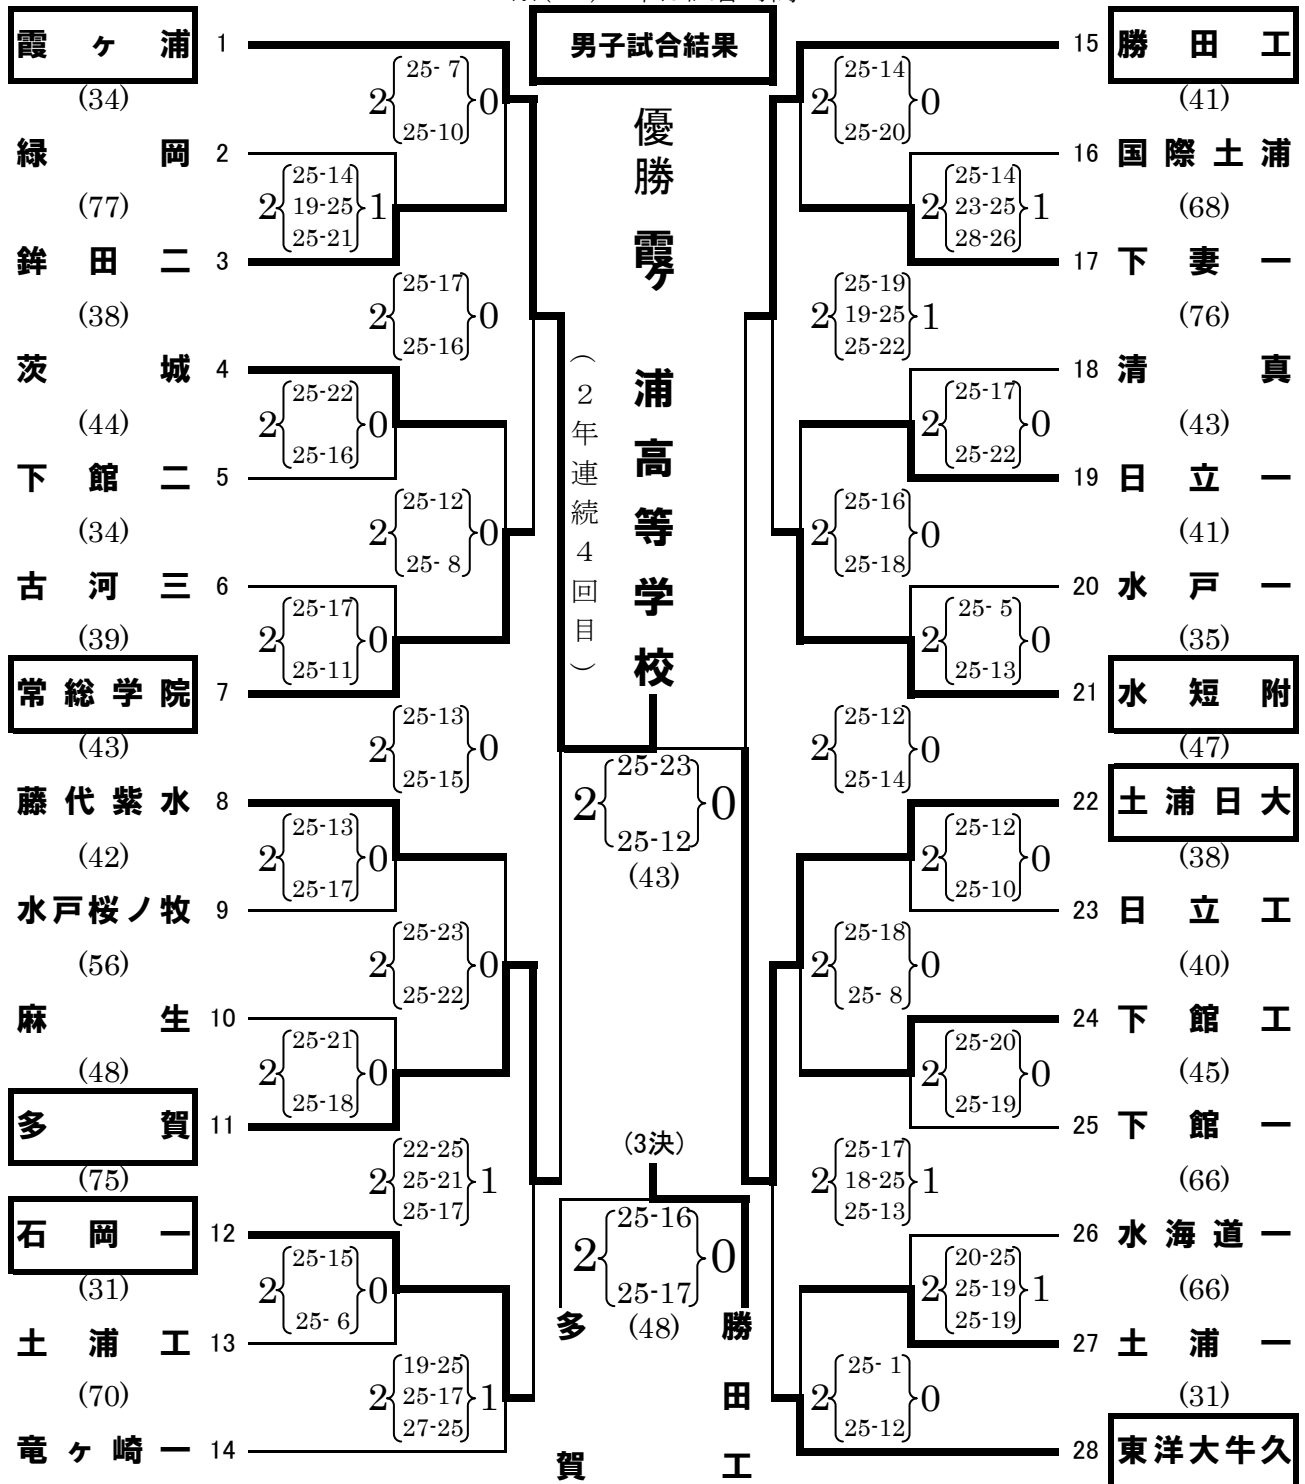 男子試合結果
優勝 霞ヶ浦高等学校
（２年連続４回目）
霞ヶ浦 1
(34)
緑岡 2
(77)
鉾田二 3
(38)
茨城 4
(44)
下館二 5
(34)
古河三 6
(39)
常総学院 7
(43)
藤代紫水 8
(42)
水戸桜ノ牧 9
(56)
麻生 10
(48)
多賀 11
(75)
石岡一 12
(31)
土浦工 13
(70)
竜ヶ崎一 14
2 25-14 19-25 25-21 1
2 25-22 25-16 0
2 25-17 25-11 0
2 25-13 25-17 0
2 25-21 25-18 0
2 25-15 25- 6 0
2 25- 7 25-10 0
2 25-17 25-16 0
2 25-12 25- 8 0
2 25-13 25-15 0
2 25-23 25-22 0
2 22-25 25-21 25-17 1
2 19-25 25-17 27-25 1
2 25-23 25-12 0
(43)
(3決)
2 25-16 25-17 0
(48)
多賀
勝田工
2 25-14 25-20 0
2 25-19 19-25 25-22 1
2 25-16 25-18 0
2 25-12 25-14 0
2 25-18 25- 8 0
2 25-17 18-25 25-13 1
2 25- 1 25-12 0
2 25-14 23-25 28-26 1
2 25-17 25-22 0
2 25- 5 25-13 0
2 25-12 25-10 0
2 25-20 25-19 0
2 20-25 25-19 25-19 1
15 勝田工
(41)
16 国際土浦
(68)
17 下妻一
(76)
18 清真
(43)
19 日立一
(41)
20 水戸一
(35)
21 水短附
(47)
22 土浦日大
(38)
23 日立工
(40)
24 下館工
(45)
25 下館一
(66)
26 水海道一
(66)
27 土浦一
(31)
28 東洋大牛久